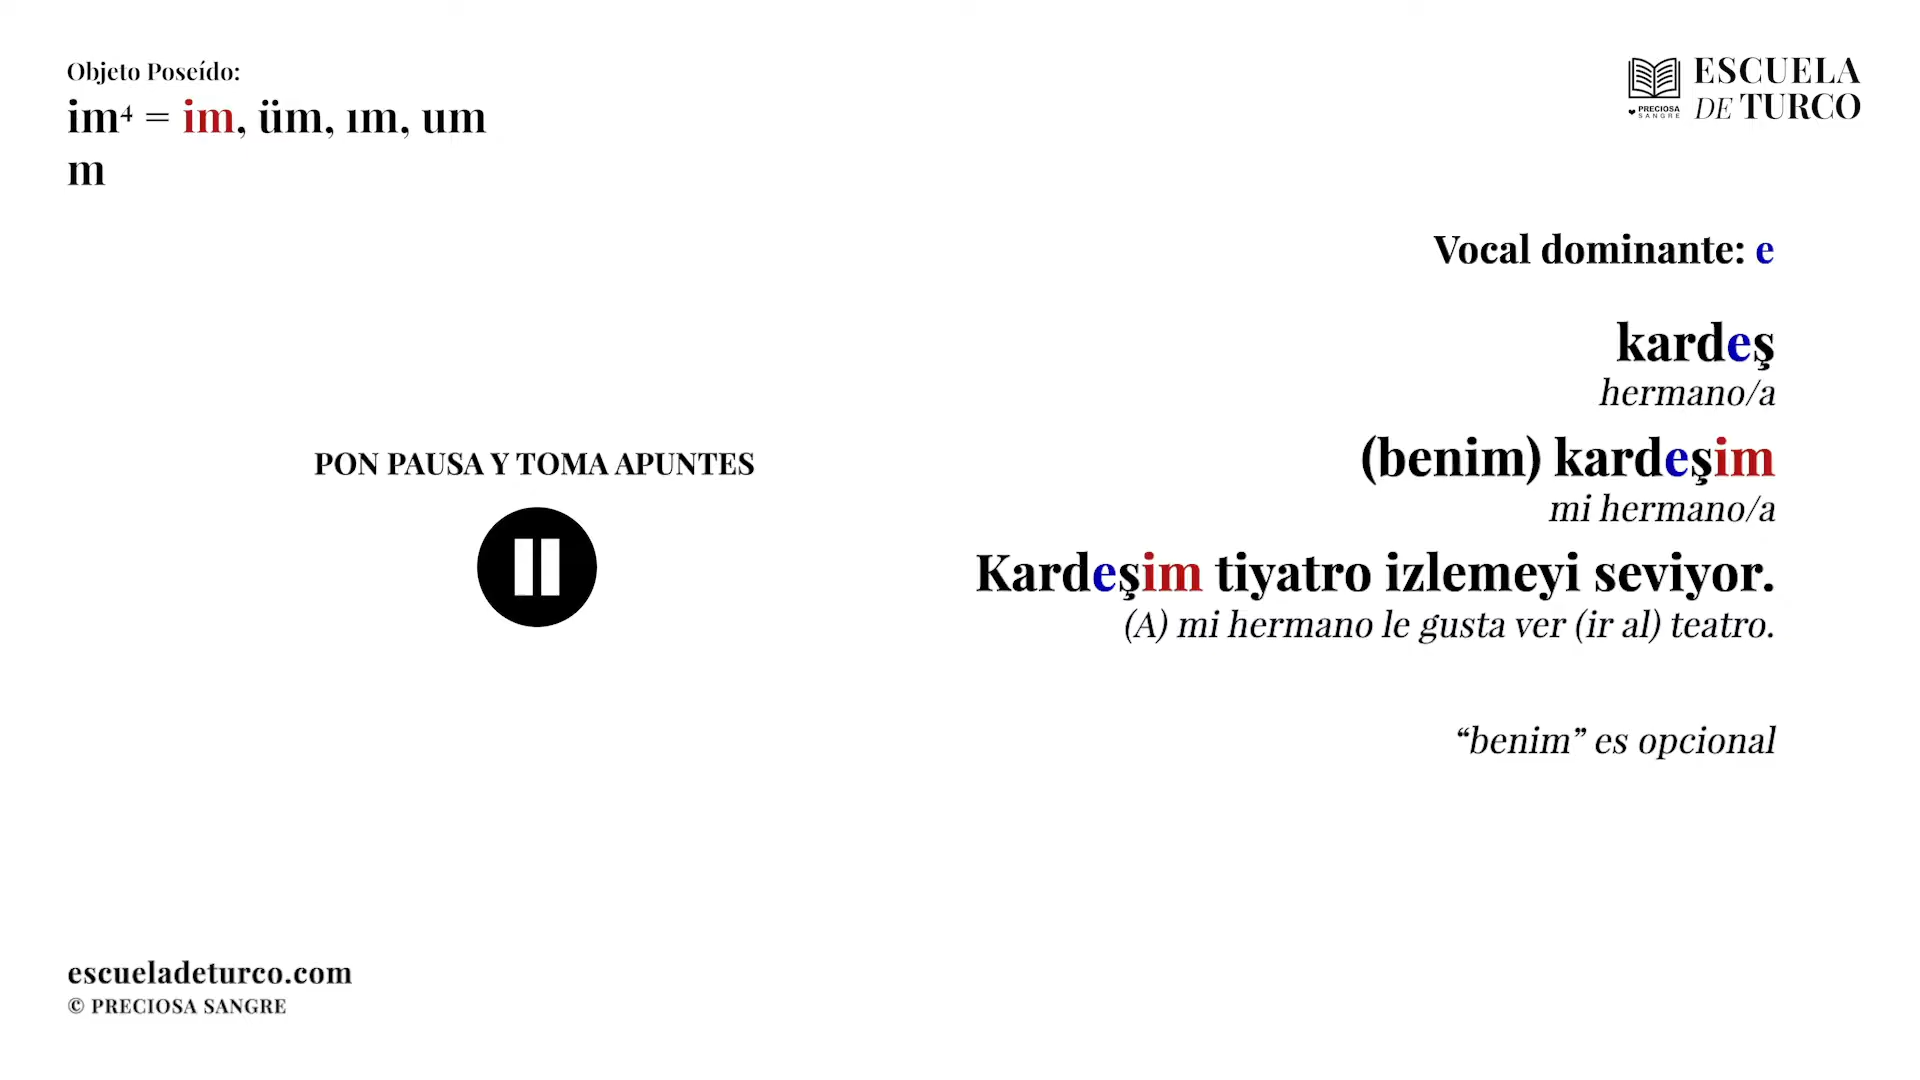 Objeto Poseído:
im⁴ = im, üm, ım, um
m
ESCUELA
DE TURCO
PRECIOSA
SANGRE
Vocal dominante: e
kardeş
hermano/a
(benim) kardeşim
mi hermano/a
Kardeşim tiyatro izlemeyi seviyor.
(A) mi hermano le gusta ver (ir al) teatro.
“benim” es opcional
PON PAUSA Y TOMA APUNTES
escueladeturco.com
© PRECIOSA SANGRE